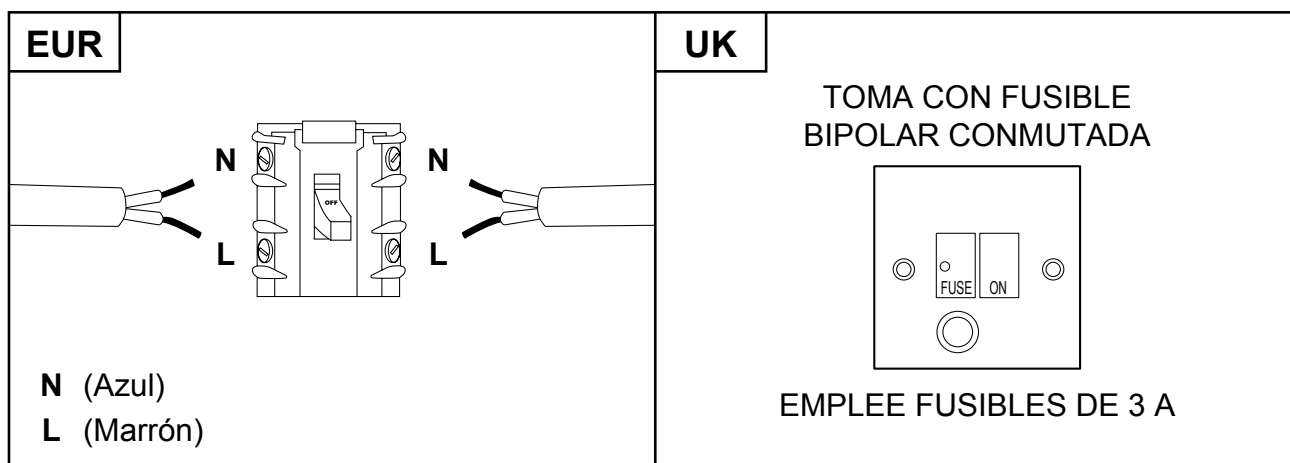 EUR
N
N
OFF
L
L
N (Azul)
L (Marrón)
UK
TOMA CON FUSIBLE
BIPOLAR CONMUTADA
FUSE ON
EMPLEE FUSIBLES DE 3 A